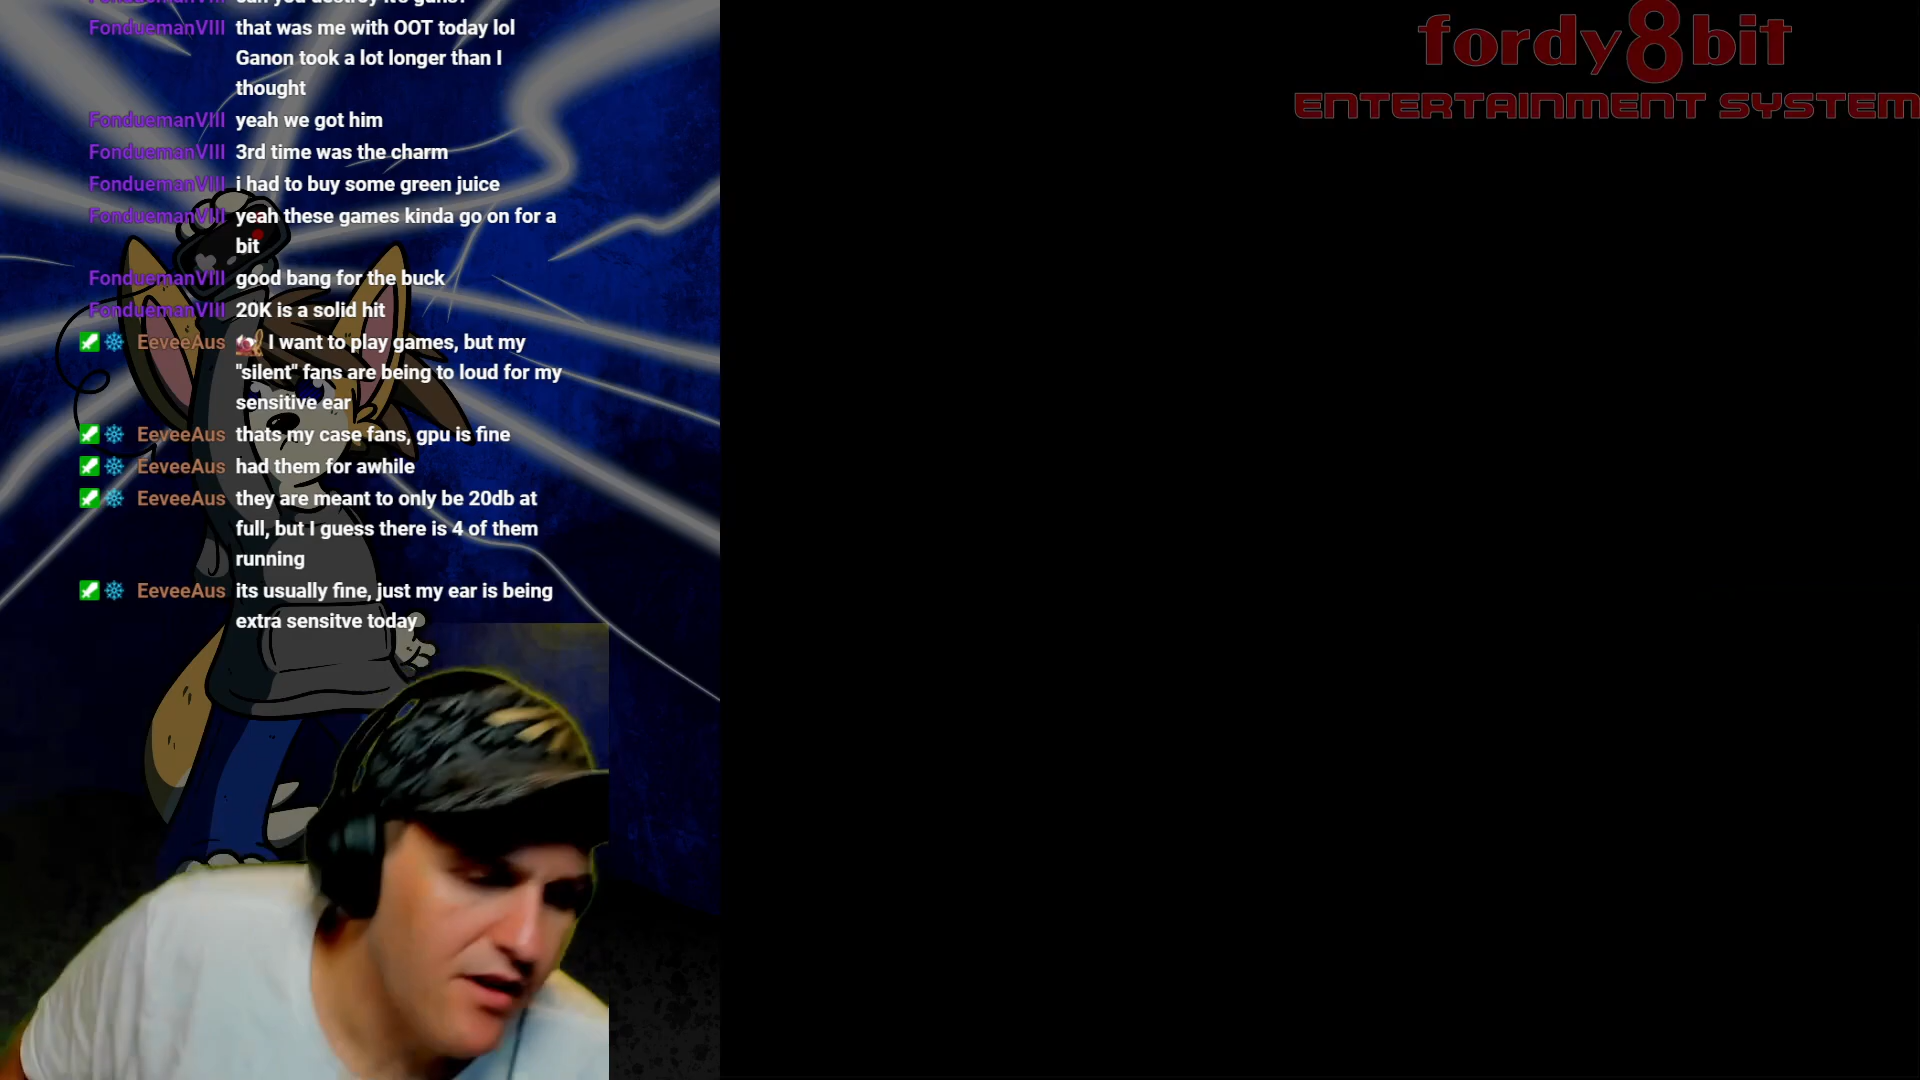 FonduemanVIII that was me with OOT today lol
Ganon took a lot longer than I
thought
FonduemanVIII yeah we got him
FonduemanVIII 3rd time was the charm
FonduemanVIII i had to buy some green juice
FonduemanVIII yeah these games kinda go on for a
bit
FonduemanVIII good bang for the buck
FonduemanVIII 20K is a solid hit
EeveeAus I want to play games, but my
"silent" fans are being to loud for my
sensitive ear
EeveeAus thats my case fans, gpu is fine
EeveeAus had them for awhile
EeveeAus they are meant to only be 20db at
full, but I guess there is 4 of them
running
EeveeAus its usually fine, just my ear is being
extra sensitve today
fordy8bit
ENTERTAINMENT SYSTEM